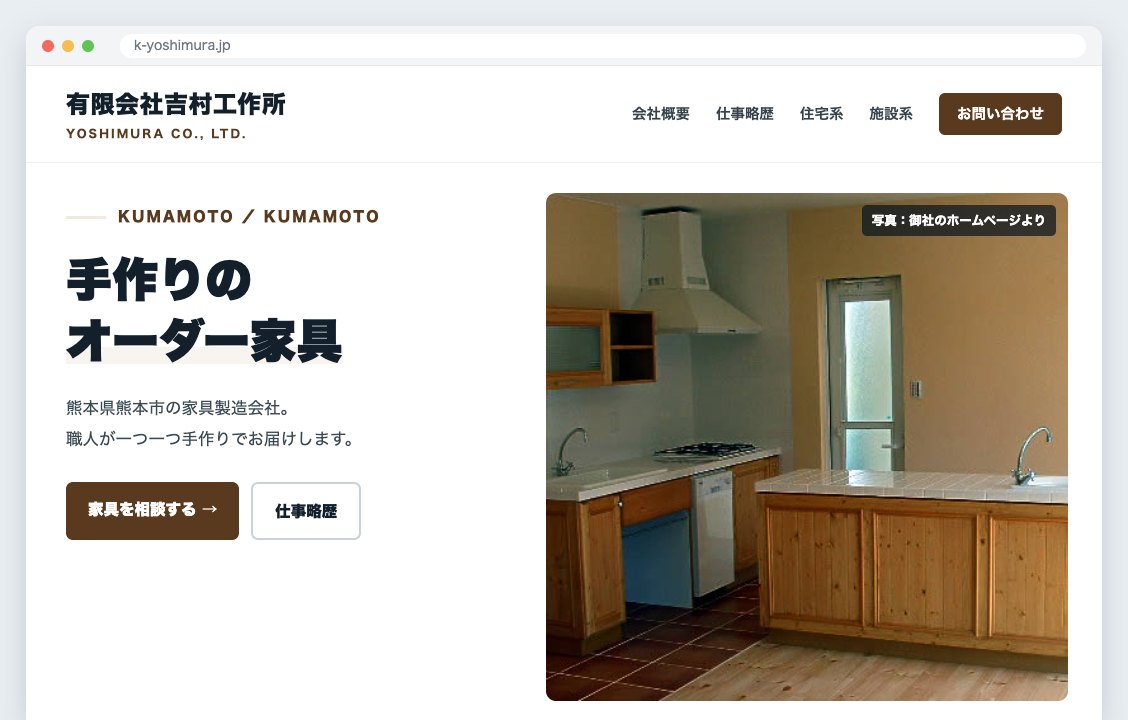 k-yoshimura.jp
有限会社吉村工作所
YOSHIMURA CO., LTD.
会社概要
仕事略歴
住宅系
施設系
お問い合わせ
KUMAMOTO ／ KUMAMOTO
手作りの
オーダー家具
熊本県熊本市の家具製造会社。
職人が一つ一つ手作りでお届けします。
家具を相談する →
仕事略歴
写真：御社のホームページより